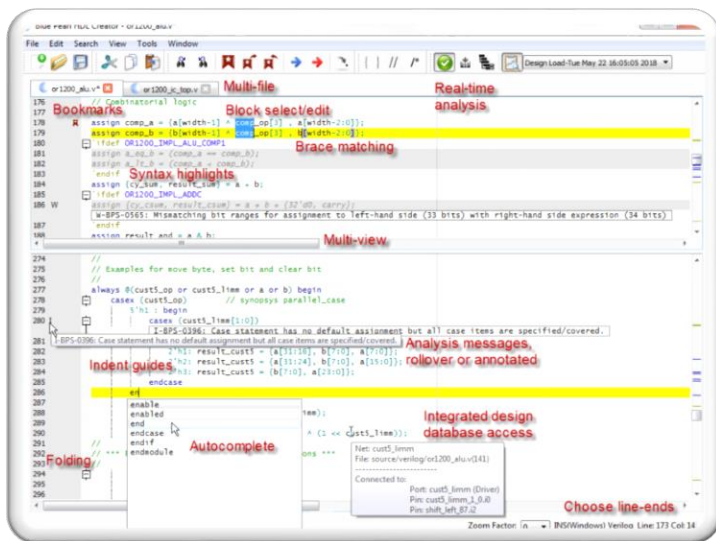 Blue Pearl HDL Creator - or1200_alu.v
File Edit Search View Tools Window
Design Load-Tue May 22 16:05:05 2018
or1200_alu.v* or1200_ic_top.v Multi-file
Real-time
analysis
176 // Combinatorial logic
177 Bookmarks Block select/edit
178 assign comp_a = {a[width-1] ^ comp_op[3] , a[width-2:0]};
179 assign comp_b = {b[width-1] ^ comp_op[3] , b[width-2:0]};
180 `ifdef OR1200_IMPL_ALU_COMP1
Brace matching
181 assign a_eq_b = (comp_a == comp_b);
182 assign a_lt_b = (comp_a < comp_b);
183 `endif
Syntax highlights
184 assign {cy_sum, result_sum} = a + b;
185 `ifdef OR1200_IMPL_ADDC
186 W assign {cy_csum, result_csum} = a + b + {32'd0, carry};
W-BPS-0565: Mismatching bit ranges for assignment to left-hand side (33 bits) with right-hand side expression (34 bits)
187 `endif
188 assign result_and = a & b;
Multi-view
274 //
275 // Examples for move byte, set bit and clear bit
276 //
277 always @(cust5_op or cust5_limm or a or b) begin
278 casex (cust5_op) // synopsys parallel_case
279 5'h1 : begin
280 I casex (cust5_limm[1:0])
I-BPS-0396: Case statement has no default assignment but all case items are specified/covered.
I-BPS-0396: Case statement has no default assignment but all case items are specified/covered.
281
Analysis messages,
rollover or annotated
282 2'h1: result_cust5 = {a[31:16], b[7:0], a[7:0]};
283 2'h2: result_cust5 = {a[31:24], b[7:0], a[15:0]};
284 2'h3: result_cust5 = {b[7:0], a[23:0]};
Indent guides
285 endcase
286 en
287 enable
288 enabled imm);
289 end
290 endcase ^ (1 << cust5_limm));
291 // endif
292 // *** endmodule ons ***
293 //
294
295
296
Autocomplete
Folding
Integrated design
database access
Net: cust5_limm
File: source/verilog/or1200_alu.v(141)
------------------------
Connected to:
Port: cust5_limm (Driver)
Pin: cust5_limm_1_0.i0
Pin: shift_left_87.i2
Choose line-ends
Zoom Factor: 0 INS(Windows) Verilog Line: 173 Col: 14